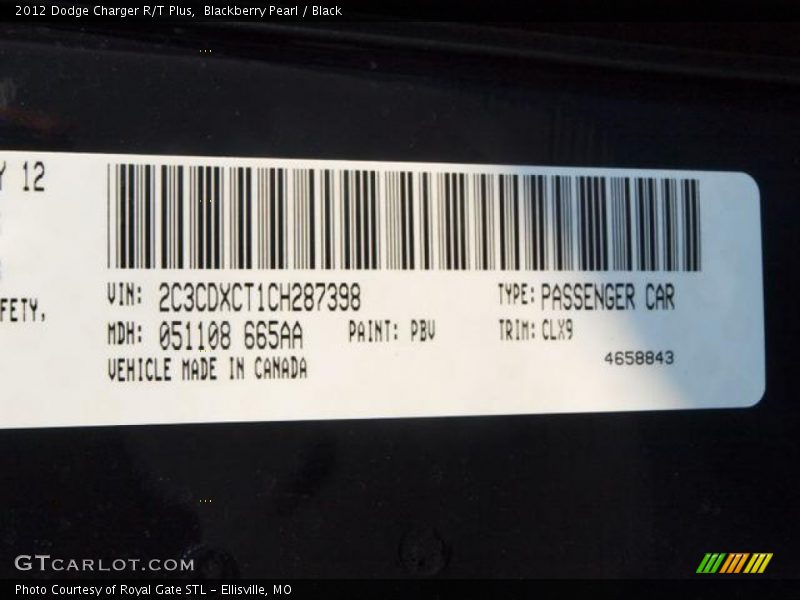 2012 Dodge Charger R/T Plus, Blackberry Pearl / Black
12
VIN: 2C3CDXCT1CH287398
TYPE: PASSENGER CAR
FETY,
MDH: 051108 665AA
PAINT: PBV
TRIM: CLX9
VEHICLE MADE IN CANADA
4658843
GTCARLOT.COM
Photo Courtesy of Royal Gate STL - Ellisville, MO